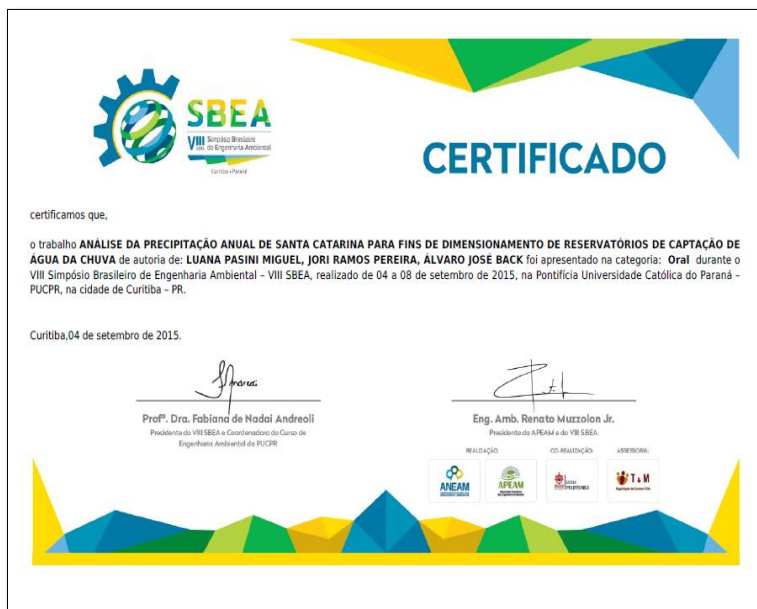 SBEA
VIII Simpósio Brasileiro
2015 de Engenharia Ambiental
Curitiba • Paraná
CERTIFICADO
certificamos que,
o trabalho ANÁLISE DA PRECIPITAÇÃO ANUAL DE SANTA CATARINA PARA FINS DE DIMENSIONAMENTO DE RESERVATÓRIOS DE CAPTAÇÃO DE
ÁGUA DA CHUVA de autoria de: LUANA PASINI MIGUEL, JORI RAMOS PEREIRA, ÁLVARO JOSÉ BACK foi apresentado na categoria: Oral durante o
VIII Simpósio Brasileiro de Engenharia Ambiental – VIII SBEA, realizado de 04 a 08 de setembro de 2015, na Pontifícia Universidade Católica do Paraná –
PUCPR, na cidade de Curitiba – PR.
Curitiba,04 de setembro de 2015.
Profª. Dra. Fabiana de Nadai Andreoli
Presidente do VIII SBEA e Coordenadora do Curso de
Engenharia Ambiental da PUCPR
Eng. Amb. Renato Muzzolon Jr.
Presidente da APEAM e do VIII SBEA
REALIZAÇÃO: CO-REALIZAÇÃO: ASSESSORIA:
ANEAM APEAM ESCOLA POLITÉCNICA T & M